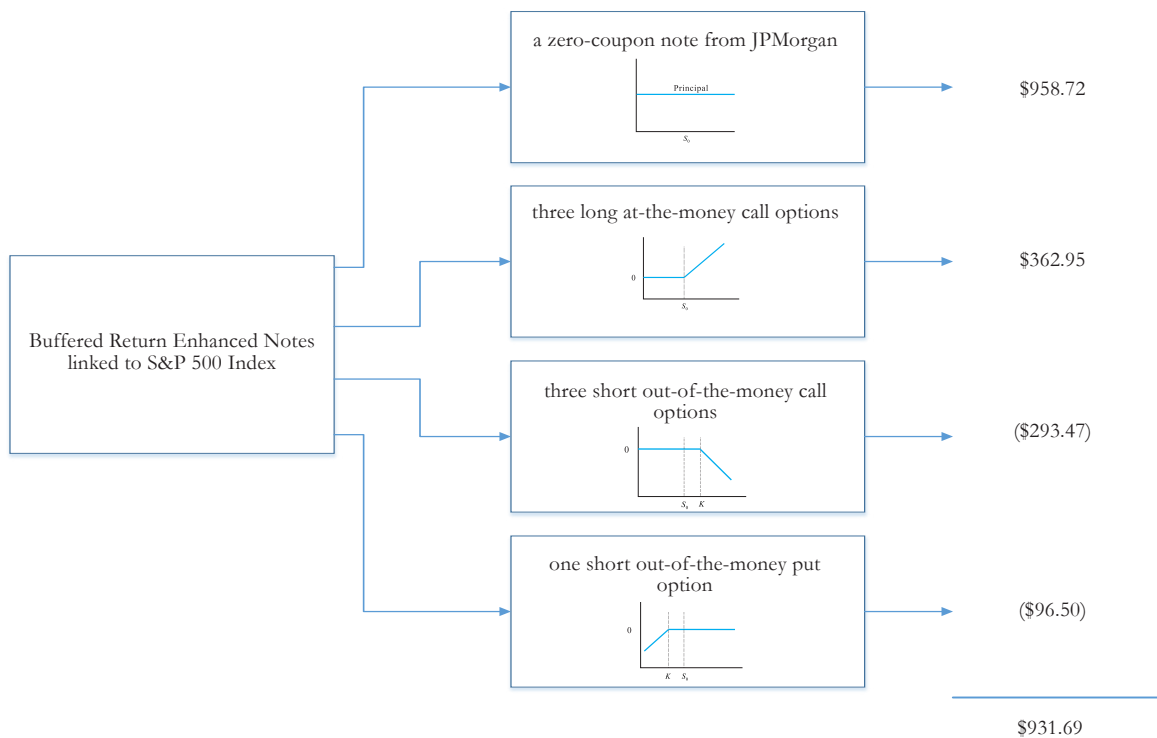 a zero-coupon note from JPMorgan
Principal
S0
$958.72
three long at-the-money call options
0
S0
$362.95
Buffered Return Enhanced Notes
linked to S&P 500 Index
three short out-of-the-money call
options
0
S0 K
($293.47)
one short out-of-the-money put
option
0
K S0
($96.50)
$931.69